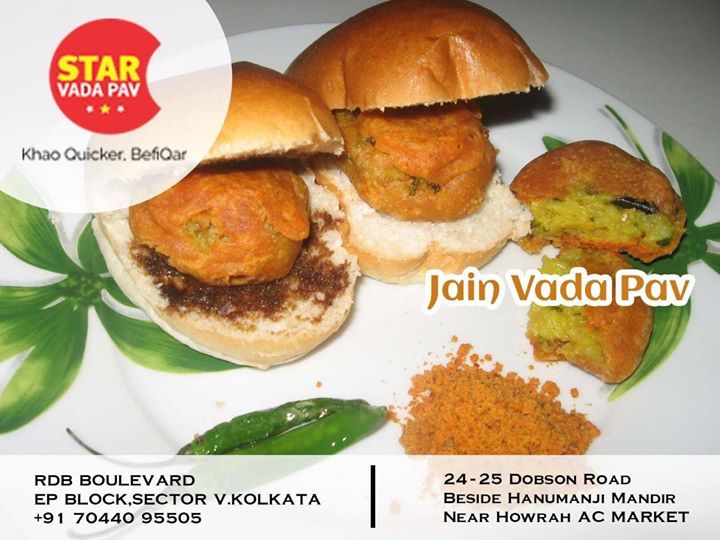 STAR
VADA PAV
Khao Quicker, BefiQar
Jain Vada Pav
RDB BOULEVARD
EP BLOCK,SECTOR V.KOLKATA
+91 70440 95505
24-25 DOBSON ROAD
BESIDE HANUMANJI MANDIR
NEAR HOWRAH AC MARKET